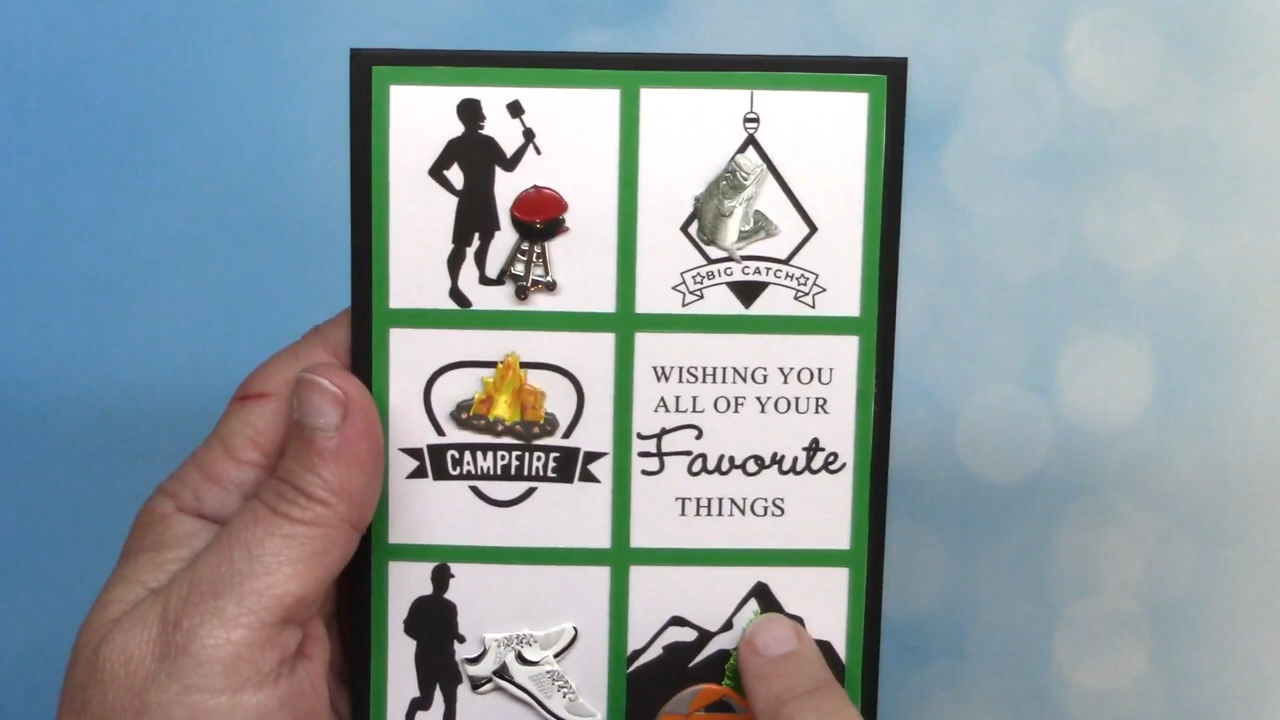 BIG CATCH
CAMPFIRE
WISHING YOU
ALL OF YOUR
Favorite
THINGS